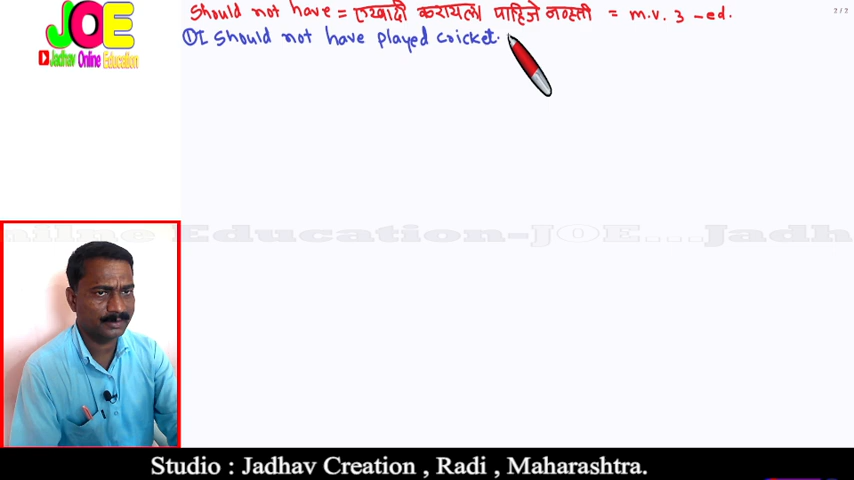 Should not have = एखादी करायला पाहिजे नव्हती = m.v. 3 -ed.
2/2
① I should not have played cricket.
JOE
Jadhav Online Education
nilne Education-JOE...Jadh
Studio : Jadhav Creation , Radi , Maharashtra.